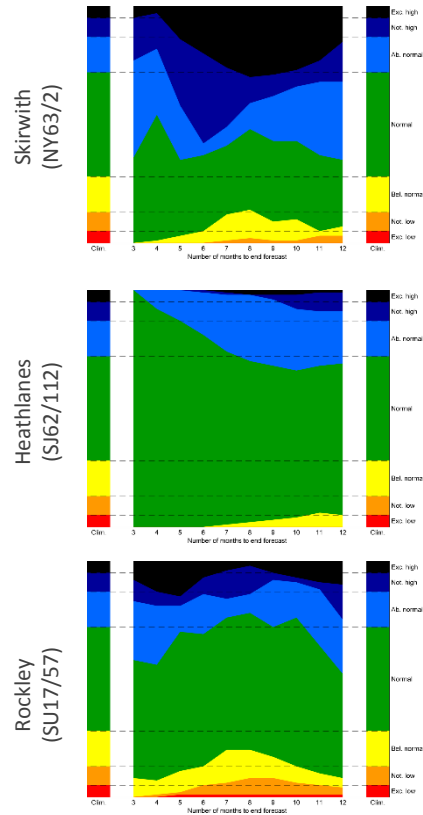 Skirwith
(NY63/2)
Exc. high
Not. high
Ab. normal
Normal
Bel. norma
Not. low
Exc. low
Clim.
3 4 5 6 7 8 9 10 11 12
Clim.
Number of months to end forecast
Heathlanes
(SJ62/112)
Exc. high
Not. high
Ab. normal
Normal
Bel. norma
Not. low
Exc. low
Clim.
3 4 5 6 7 8 9 10 11 12
Clim.
Number of months to end forecast
Rockley
(SU17/57)
Exc. high
Not. high
Ab. normal
Normal
Bel. norma
Not. low
Exc. low
Clim.
3 4 5 6 7 8 9 10 11 12
Clim.
Number of months to end forecast